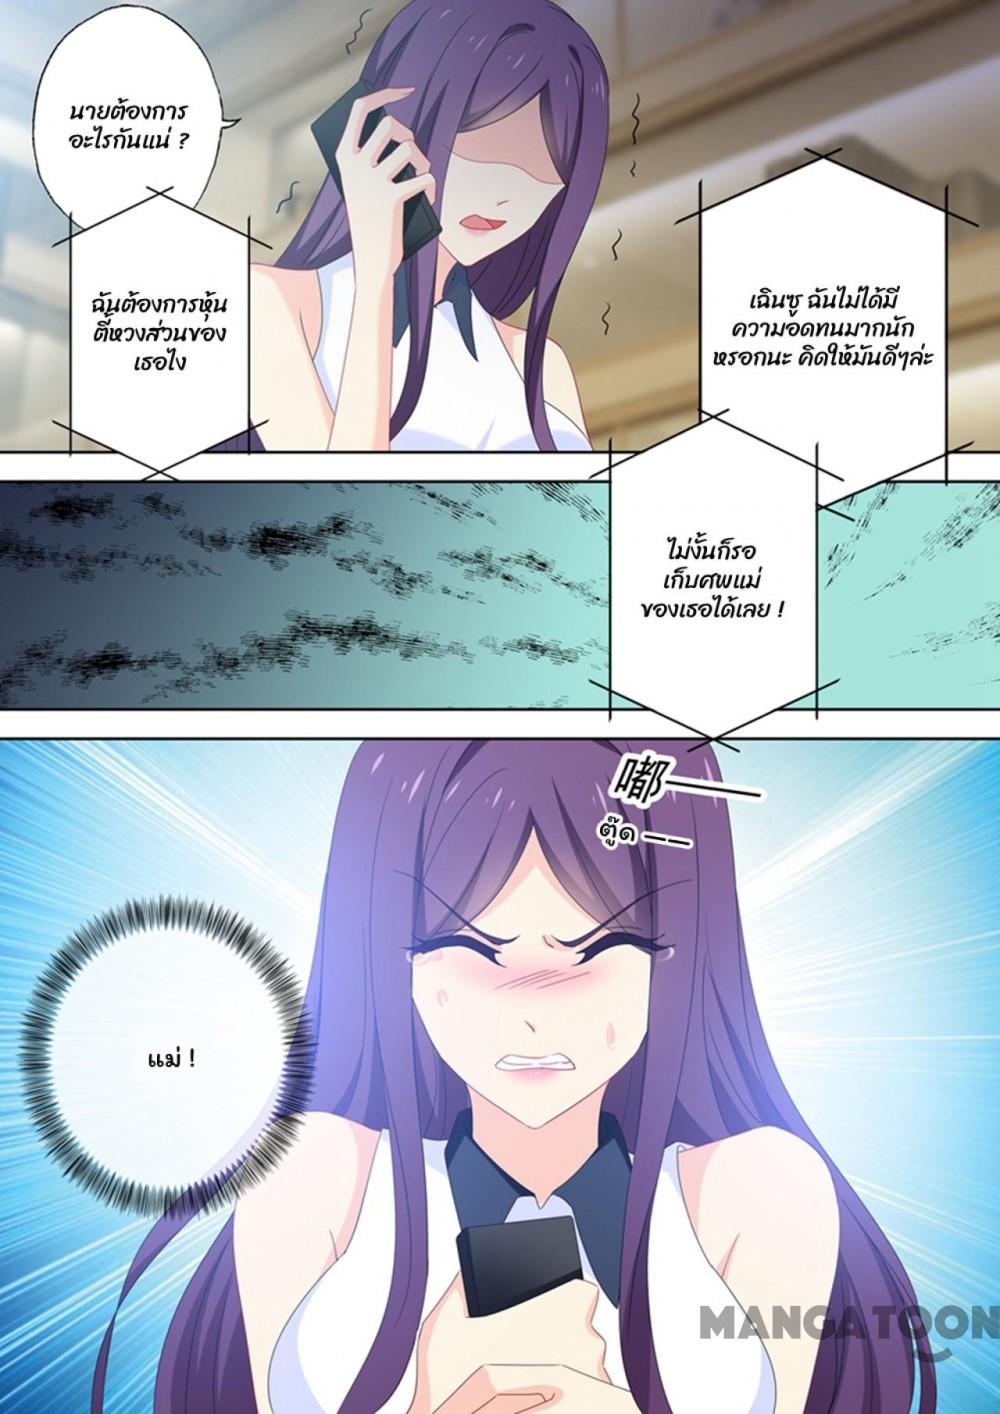 นายต้องการ
อะไรกันแน่ ?
ฉันต้องการหุ้น
ตี้หวงส่วนของ
เธอไง
เฉินซู ฉันไม่ได้มี
ความอดทนมากนัก
หรอกนะ คิดให้มันดีๆล่ะ
ไม่งั้นก็รอ
เก็บศพแม่
ของเธอได้เลย !
嘟——
ตู๊ด ——
แม่ !
MANGATOON